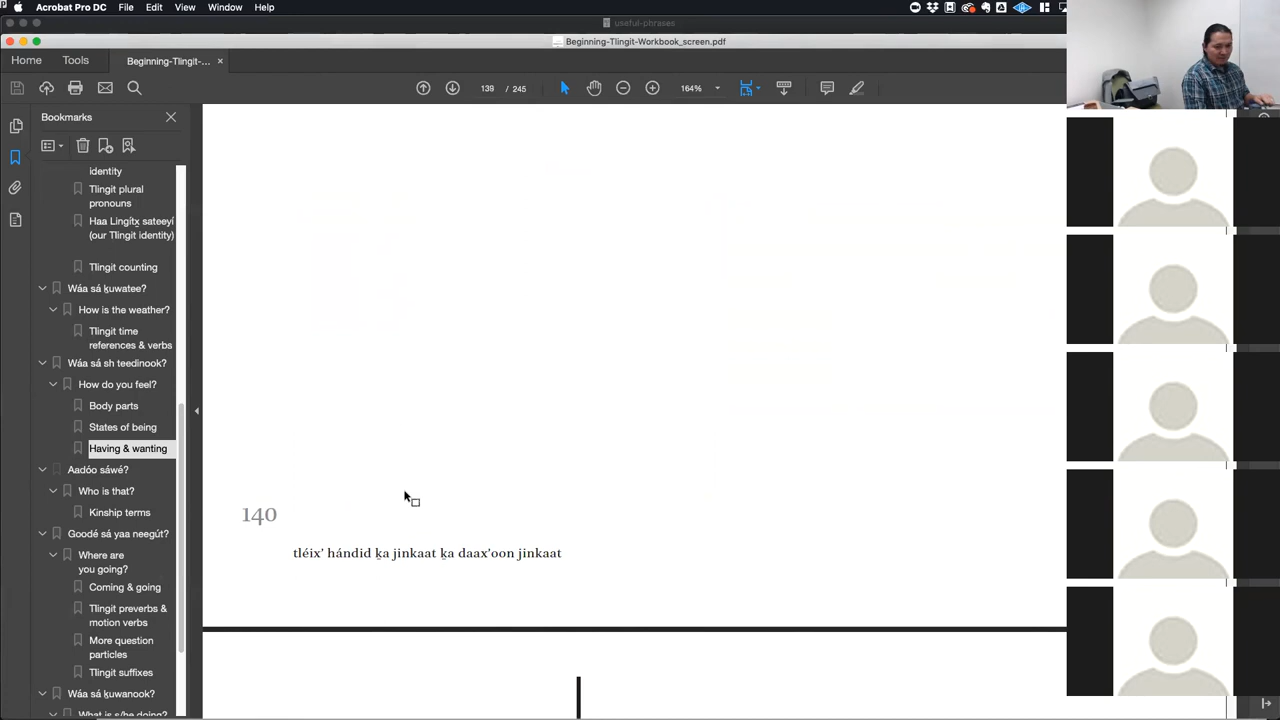 Acrobat Pro DC File Edit View Window Help
useful-phrases
Beginning-Tlingit-Workbook_screen.pdf
Home Tools Beginning-Tlingit-... ×
139 / 245 164%
Bookmarks
identity
Tlingit plural
pronouns
Haa Lingítx̱ sateeyí
(our Tlingit identity)
Tlingit counting
Wáa sá ḵuwatee?
How is the weather?
Tlingit time
references & verbs
Wáa sá sh teedinook?
How do you feel?
Body parts
States of being
Having & wanting
Aadóo sáwé?
Who is that?
Kinship terms
Goodé sá yaa neegút?
Where are
you going?
Coming & going
Tlingit preverbs &
motion verbs
More question
particles
Tlingit suffixes
Wáa sá ḵuwanook?
What is s/he doing?
140
tléix' hándid ḵa jinkaat ḵa daax'oon jinkaat